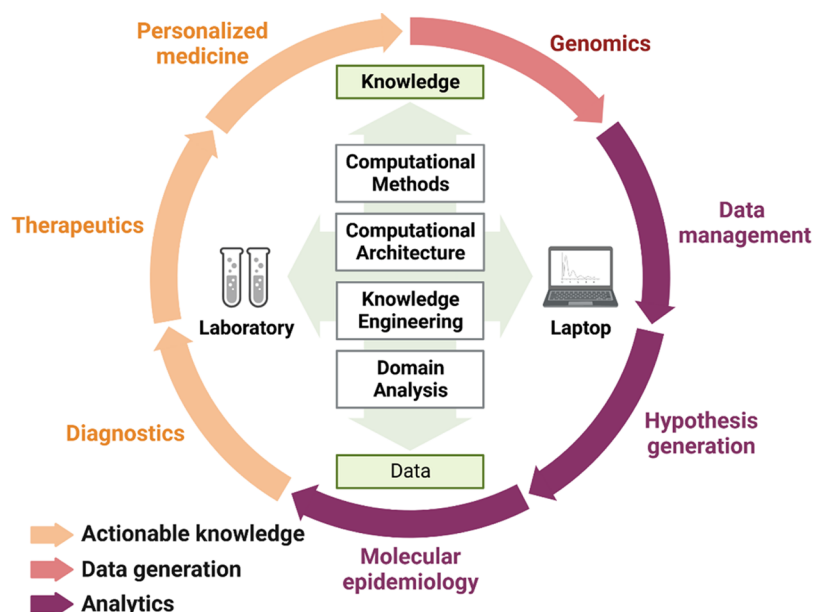 Personalized
medicine
Genomics
Knowledge
Computational
Methods
Therapeutics
Data
management
Computational
Architecture
Laboratory
Knowledge
Engineering
Laptop
Domain
Analysis
Diagnostics
Hypothesis
generation
Data
Molecular
epidemiology
Actionable knowledge
Data generation
Analytics